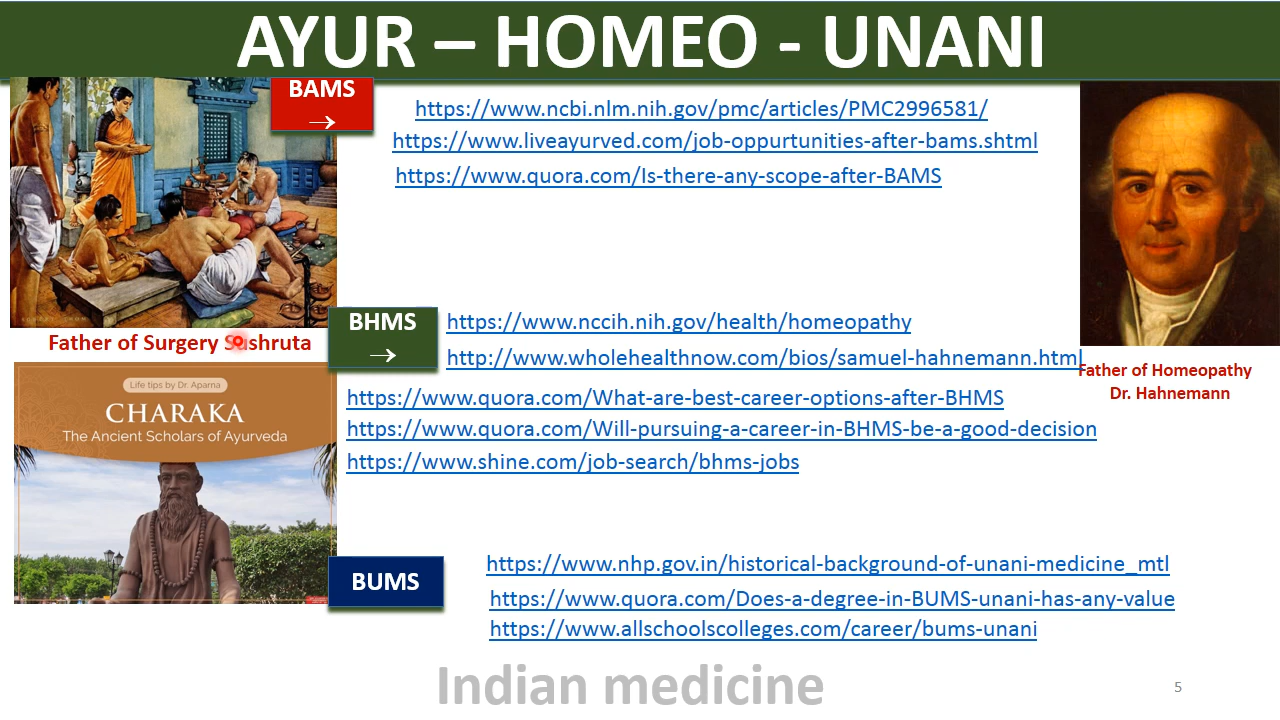 AYUR – HOMEO - UNANI
BAMS
→
https://www.ncbi.nlm.nih.gov/pmc/articles/PMC2996581/
https://www.liveayurved.com/job-oppurtunities-after-bams.shtml
https://www.quora.com/Is-there-any-scope-after-BAMS
Father of Surgery Sushruta
BHMS
→
https://www.nccih.nih.gov/health/homeopathy
http://www.wholehealthnow.com/bios/samuel-hahnemann.html
Father of Homeopathy
Dr. Hahnemann
Life tips by Dr. Aparna
CHARAKA
The Ancient Scholars of Ayurveda
https://www.quora.com/What-are-best-career-options-after-BHMS
https://www.quora.com/Will-pursuing-a-career-in-BHMS-be-a-good-decision
https://www.shine.com/job-search/bhms-jobs
BUMS
https://www.nhp.gov.in/historical-background-of-unani-medicine_mtl
https://www.quora.com/Does-a-degree-in-BUMS-unani-has-any-value
https://www.allschoolscolleges.com/career/bums-unani
Indian medicine
5